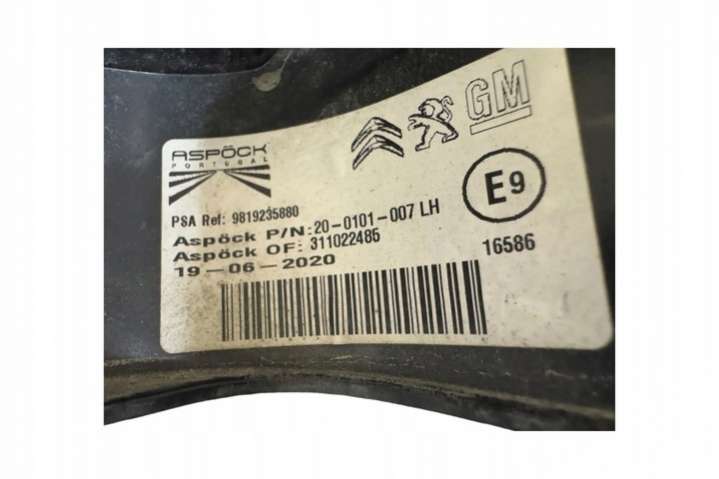 GM
ASPÖCK
PORTUGAL
E9
PSA Ref: 9819235880
Aspöck P/N:20-0101-007 LH
Aspöck OF: 311022485
16586
19-06-2020